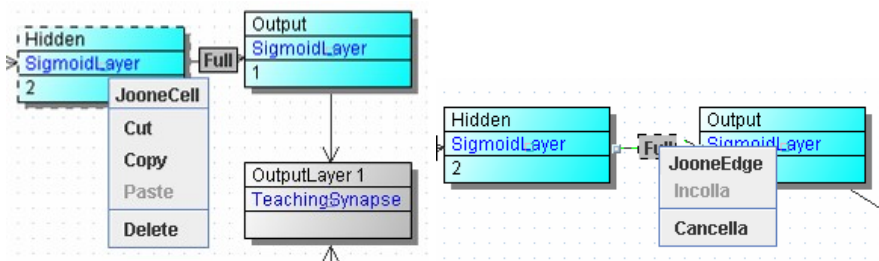 Hidden
SigmoidLayer
2
Full
Output
SigmoidLayer
1
JooneCell
Cut
Copy
Paste
Delete
OutputLayer 1
TeachingSynapse
Hidden
SigmoidLayer
2
Full
Output
SigmoidLayer
JooneEdge
Incolla
Cancella